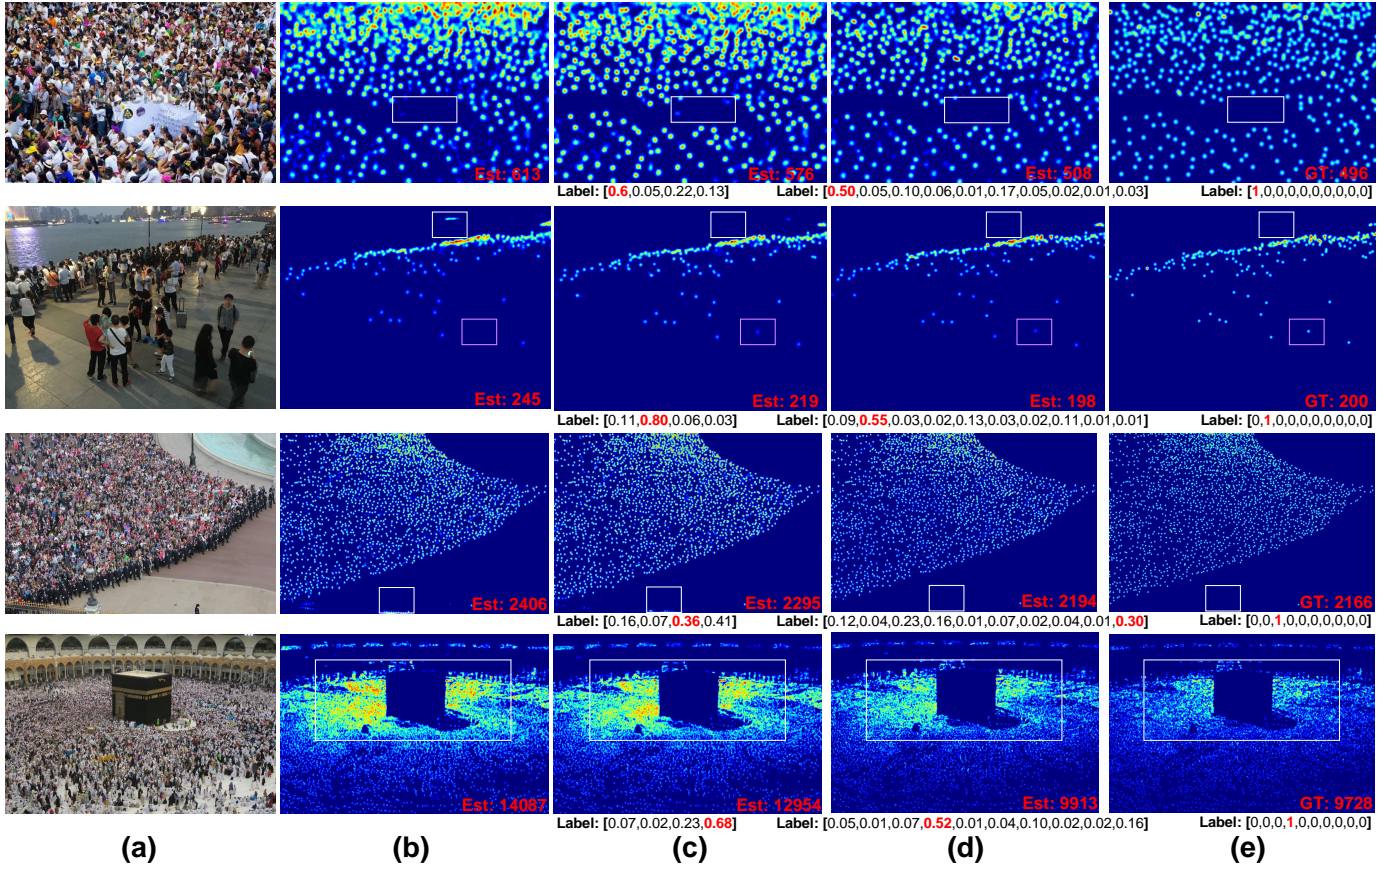 Est: 613
Est: 576
Est: 508
GT: 496
Label: [0.6,0.05,0.22,0.13]
Label: [0.50,0.05,0.10,0.06,0.01,0.17,0.05,0.02,0.01,0.03]
Label: [1,0,0,0,0,0,0,0,0,0]
Est: 245
Est: 219
Est: 198
GT: 200
Label: [0.11,0.80,0.06,0.03]
Label: [0.09,0.55,0.03,0.02,0.13,0.03,0.02,0.11,0.01,0.01]
Label: [0,1,0,0,0,0,0,0,0,0]
Est: 2406
Est: 2295
Est: 2194
GT: 2166
Label: [0.16,0.07,0.36,0.41]
Label: [0.12,0.04,0.23,0.16,0.01,0.07,0.02,0.04,0.01,0.30]
Label: [0,0,1,0,0,0,0,0,0,0]
Est: 14087
Est: 12954
Est: 9913
GT: 9728
Label: [0.07,0.02,0.23,0.68]
Label: [0.05,0.01,0.07,0.52,0.01,0.04,0.10,0.02,0.02,0.16]
Label: [0,0,0,1,0,0,0,0,0,0]
(a)
(b)
(c)
(d)
(e)